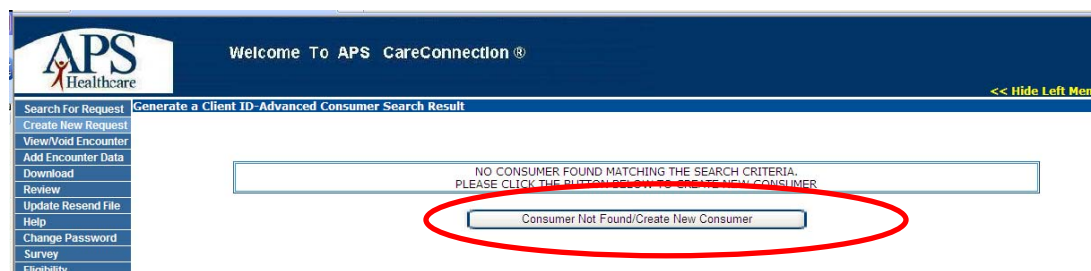 APS
Healthcare
Welcome To APS CareConnection ®
<< Hide Left Men
Generate a Client ID-Advanced Consumer Search Result
Search For Request
Create New Request
View/Void Encounter
Add Encounter Data
Download
Review
Update Resend File
Help
Change Password
Survey
Eligibility
NO CONSUMER FOUND MATCHING THE SEARCH CRITERIA.
PLEASE CLICK THE BUTTON BELOW TO CREATE NEW CONSUMER
Consumer Not Found/Create New Consumer